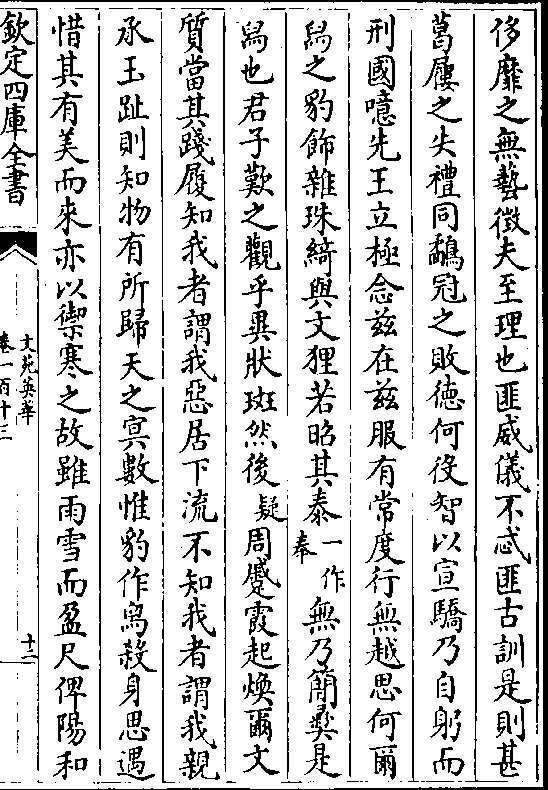 侈靡之無藝徵夫至理也匪威儀不忒匪古訓是則甚
葛屨之失禮同鷸冠之敗德何役智以宣驕乃自躬而
刑國噫先王立極念茲在茲服有常度行無越思何爾
舄之豹飾雜珠綺與文狸若昭其泰一作奉無乃簡彜是
舄也君子歎之觀乎異狀斑然後疑周蹙霞起煥爾文
質當其踐履知我者謂我惡居下流不知我者謂我親
承玉趾則知物有所歸天之冥數惟豹作舄殺身思遇
惜其有美而來亦以禦寒之故雖雨雪而盈尺俾陽和
欽定四庫全書
文苑英華
卷一百十三
十二